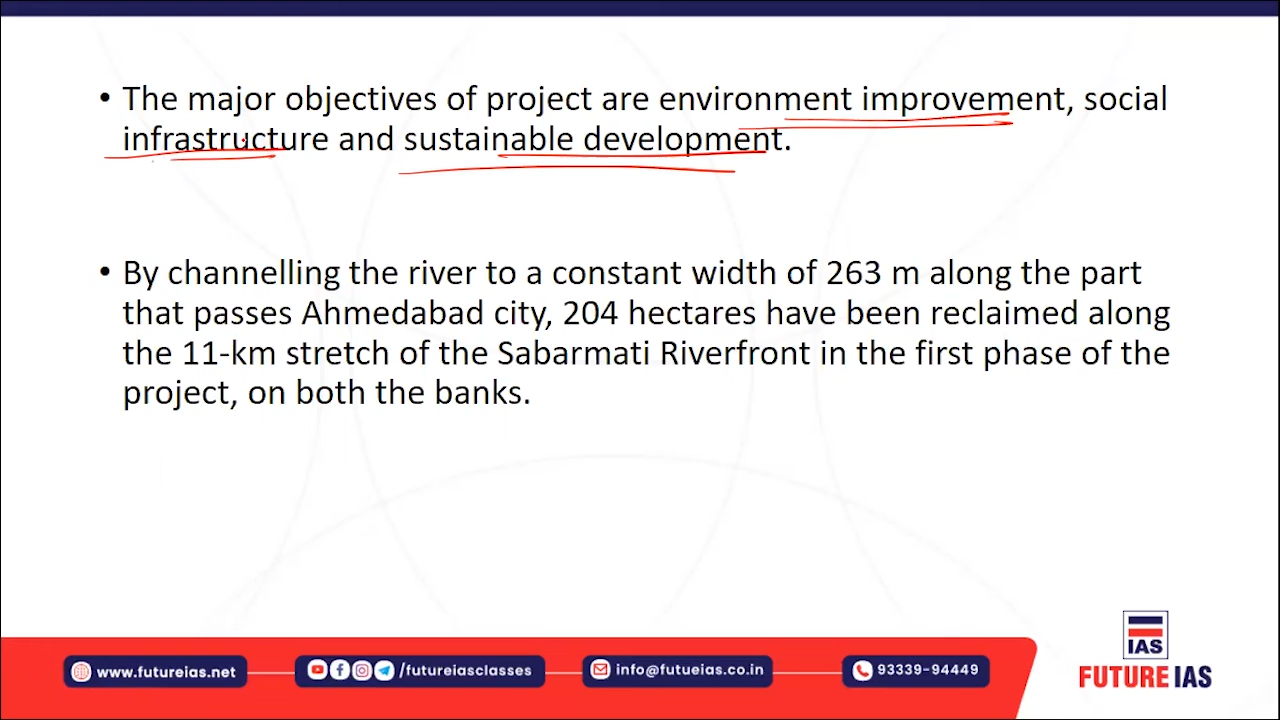 • The major objectives of project are environment improvement, social
infrastructure and sustainable development.
• By channelling the river to a constant width of 263 m along the part
that passes Ahmedabad city, 204 hectares have been reclaimed along
the 11-km stretch of the Sabarmati Riverfront in the first phase of the
project, on both the banks.
IAS
www.futureias.net
/futureiasclasses
info@futueias.co.in
93339-94449
FUTURE IAS